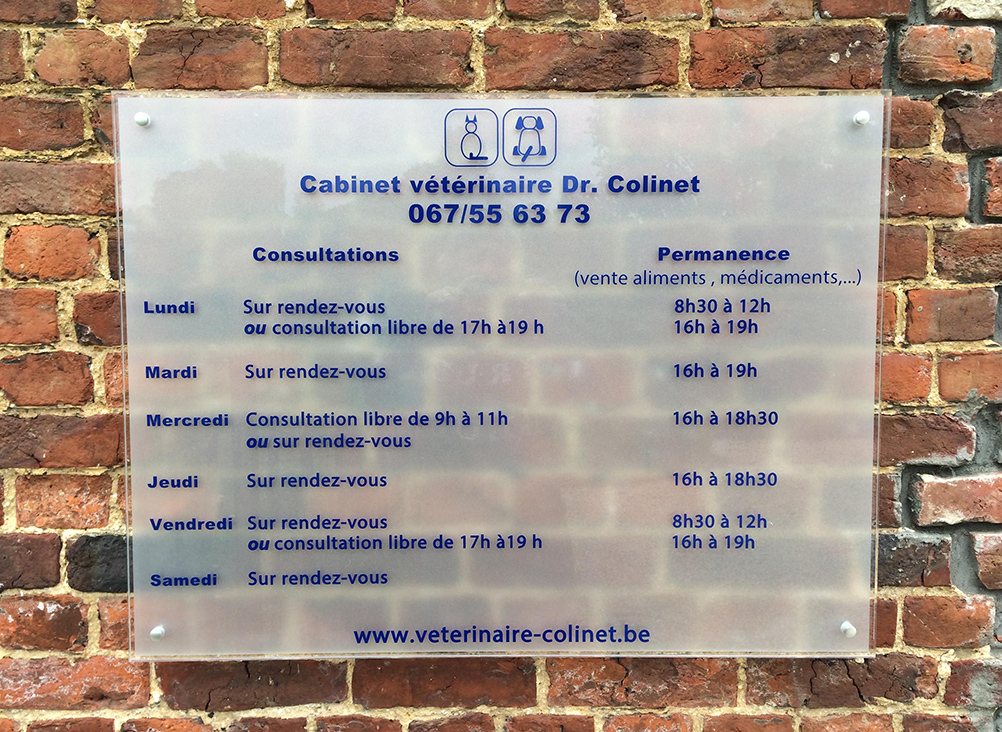 Cabinet vétérinaire Dr. Colinet
067/55 63 73
Consultations Permanence
(vente aliments , médicaments,...)
Lundi Sur rendez-vous 8h30 à 12h
ou consultation libre de 17h à19 h 16h à 19h
Mardi Sur rendez-vous 16h à 19h
Mercredi Consultation libre de 9h à 11h 16h à 18h30
ou sur rendez-vous
Jeudi Sur rendez-vous 16h à 18h30
Vendredi Sur rendez-vous 8h30 à 12h
ou consultation libre de 17h à19 h 16h à 19h
Samedi Sur rendez-vous
www.veterinaire-colinet.be